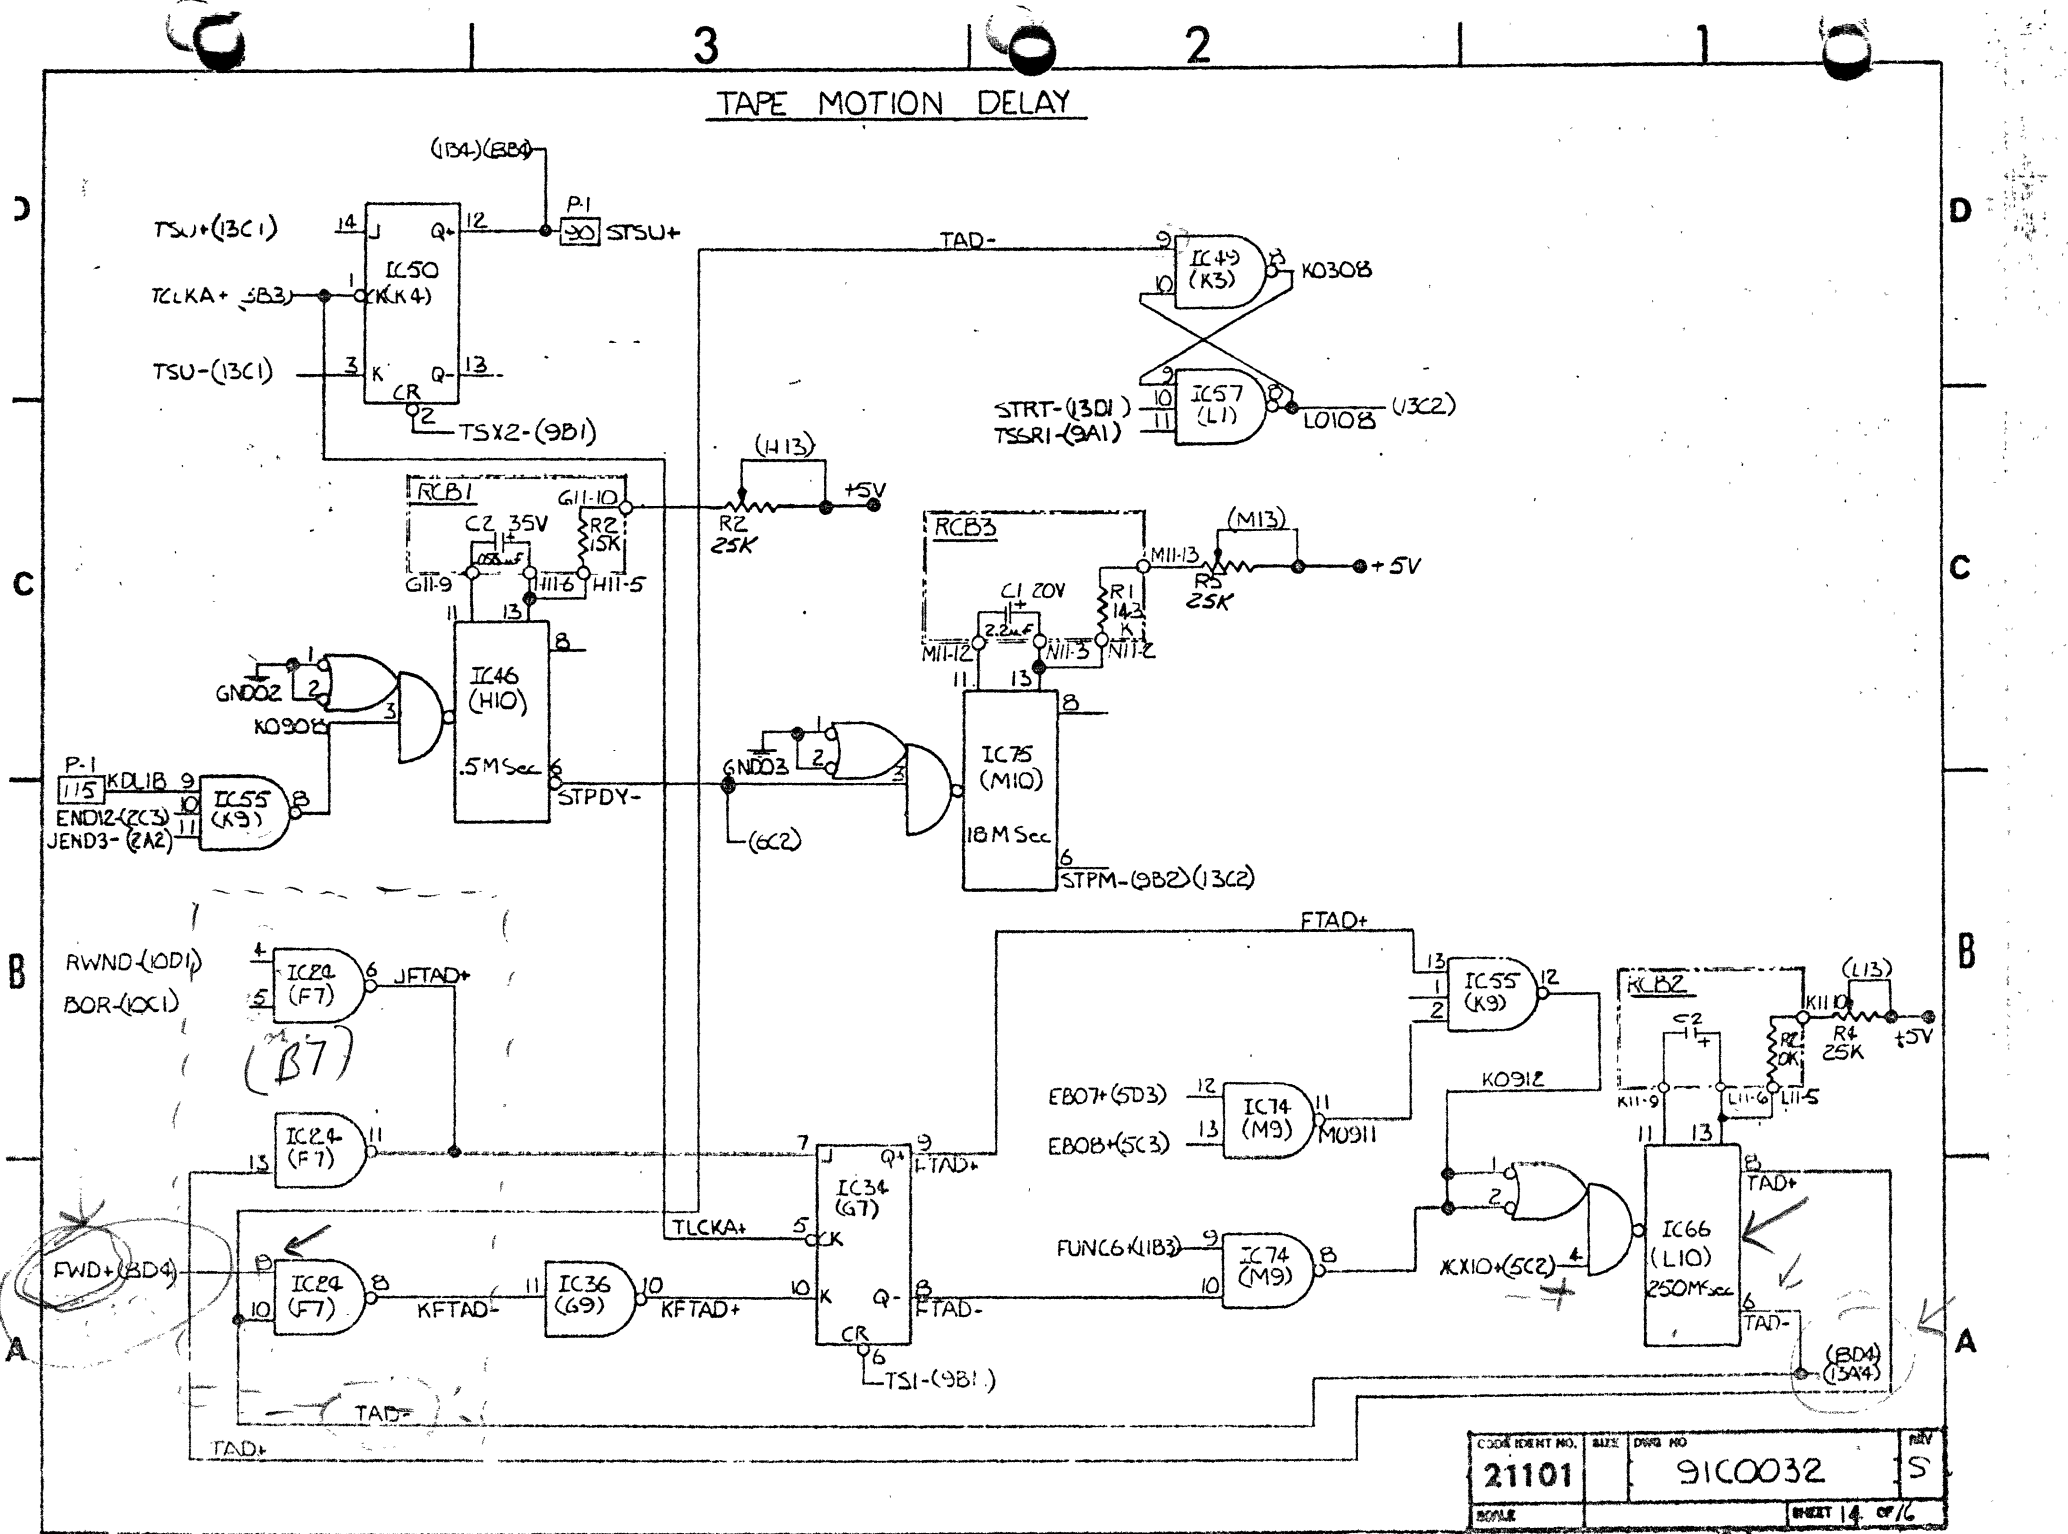 3
2
1
TAPE MOTION DELAY
D
D
C
C
B
B
A
A
TSU+(13C1)
14
J
Q+
12
P-1
90
STSU+
IC50
(K4)
TCLKA+
1
TSU-(13C1)
3
K
Q-
13
CR
2
TSX2-(9B1)
TAD-
9
10
IC49
(K3)
8
K0308
9
STRT-(13D1)
10
TSSR1-(9A1)
11
IC57
(L1)
8
L0108
(13C2)
RCB1
G11-10
C2 35V
R2
15K
G11-9
H11-6
H11-5
(H13)
R2
25K
+5V
11
13
8
IC46
(H10)
.5MSec
6
STPDY-
GND02
1
2
3
K0908
P-1
115
KDL1B
9
END12-(2C3)
10
JEND3-(2A2)
11
IC55
(K9)
8
(6C2)
RCB3
M11-13
C1 20V
2.2uF
R1
14.3
K
M11-12
N11-3
N11-2
(M13)
25K
+5V
11
13
8
IC75
(M10)
18MSec
6
STPM-(9B2)(13C2)
GND03
1
2
3
RWND-(10D1)
4
BOR-(10C1)
5
IC24
(F7)
6
JFTAD+
(B7)
13
IC24
(F7)
11
FWD+(8D4)
9
10
IC24
(F7)
8
KFTAD-
11
IC36
(G9)
10
KFTAD+
TLCKA+
7
J
Q+
9
FTAD+
IC34
(G7)
5
CK
10
K
Q-
8
FTAD-
CR
6
TS1-(9B1)
FTAD+
13
1
2
IC55
(K9)
12
K0912
EB07+(5D3)
12
EB08+(5C3)
13
IC74
(M9)
11
M0911
FUNC6+(11B3)
9
10
IC74
(M9)
8
1
2
XCX10+(5C2)
4
RCB2
C2
K11-9
L11-6
L11-5
(L13)
R4
25K
+5V
11
13
IC66
(L10)
250MSec
8
TAD+
6
TAD-
(8D4)
(13A4)
TAD-
TAD+
CODE IDENT NO.
SIZE
DWG NO
REV
21101
91C0032
S
SCALE
SHEET 14 OF 16